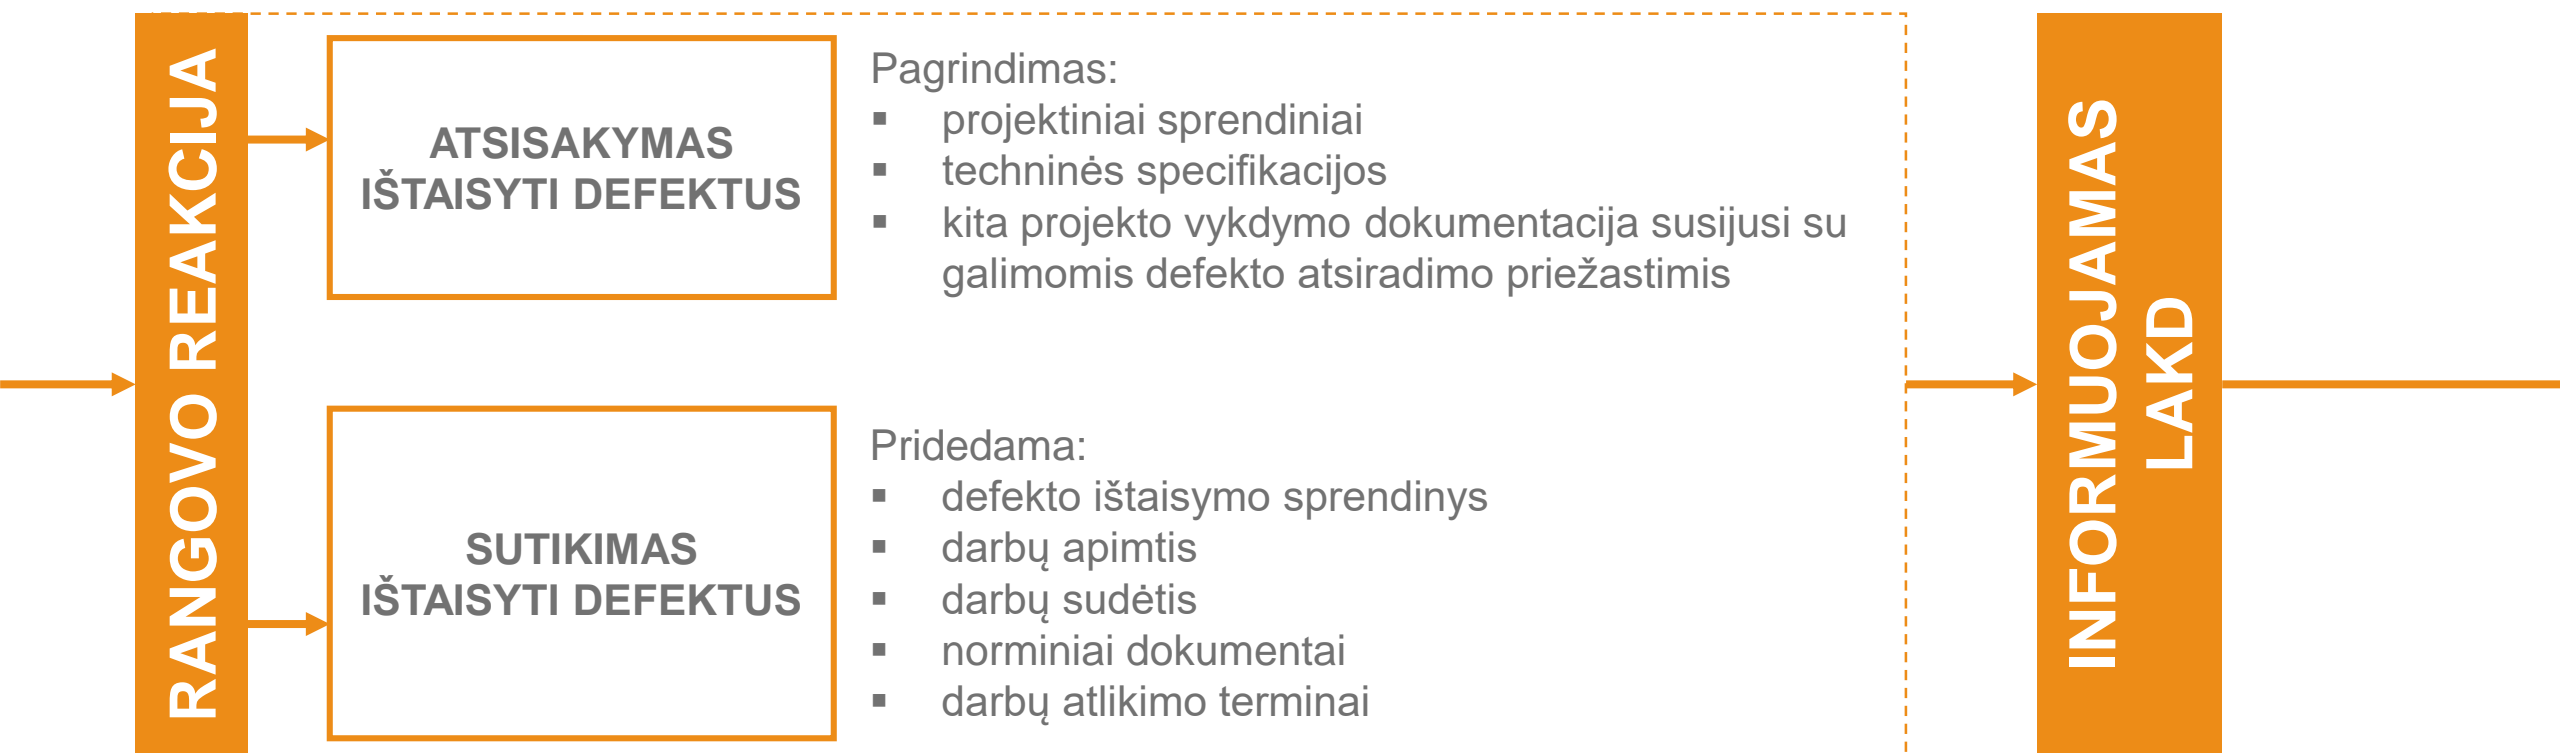 RANGOVO REAKCIJA
ATSISAKYMAS
IŠTAISYTI DEFEKTUS
Pagrindimas:
▪ projektiniai sprendiniai
▪ techninės specifikacijos
▪ kita projekto vykdymo dokumentacija susijusi su
galimomis defekto atsiradimo priežastimis
SUTIKIMAS
IŠTAISYTI DEFEKTUS
Pridedama:
▪ defekto ištaisymo sprendinys
▪ darbų apimtis
▪ darbų sudėtis
▪ norminiai dokumentai
▪ darbų atlikimo terminai
INFORMUOJAMAS
LAKD